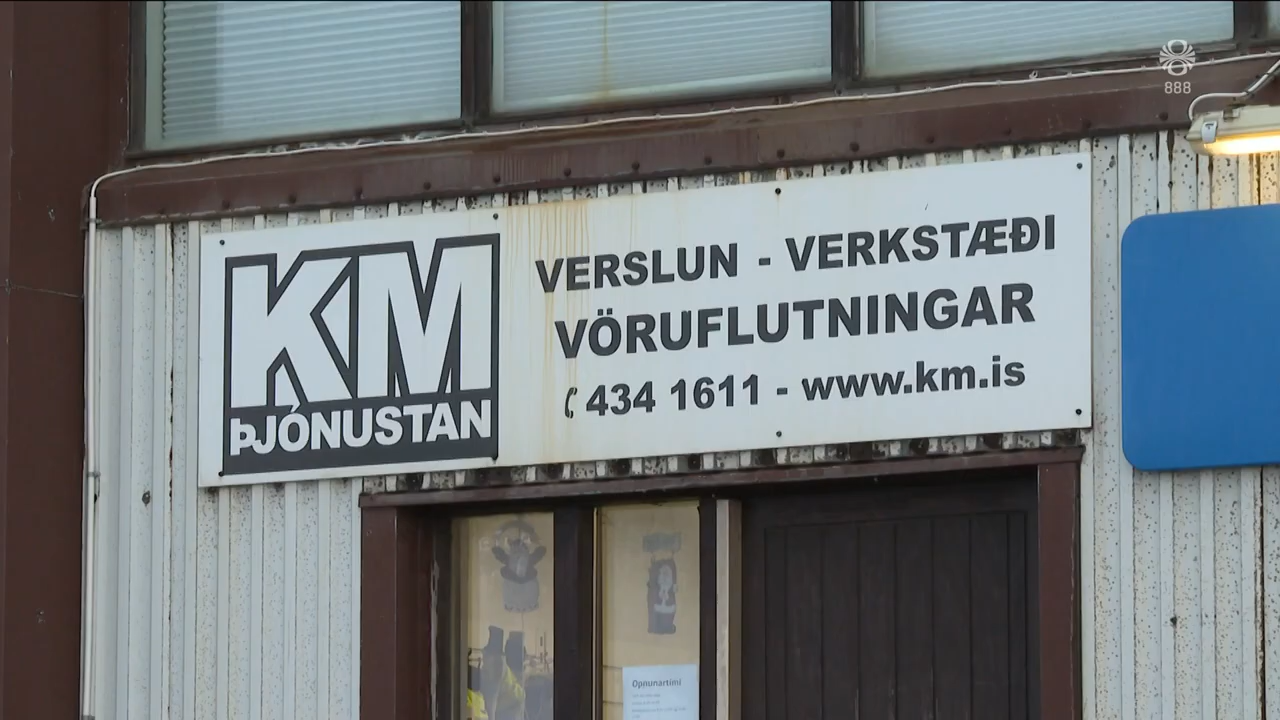 888
KM
ÞJÓNUSTAN
VERSLUN - VERKSTÆÐI
VÖRUFLUTNINGAR
434 1611 - www.km.is
Opnunartími